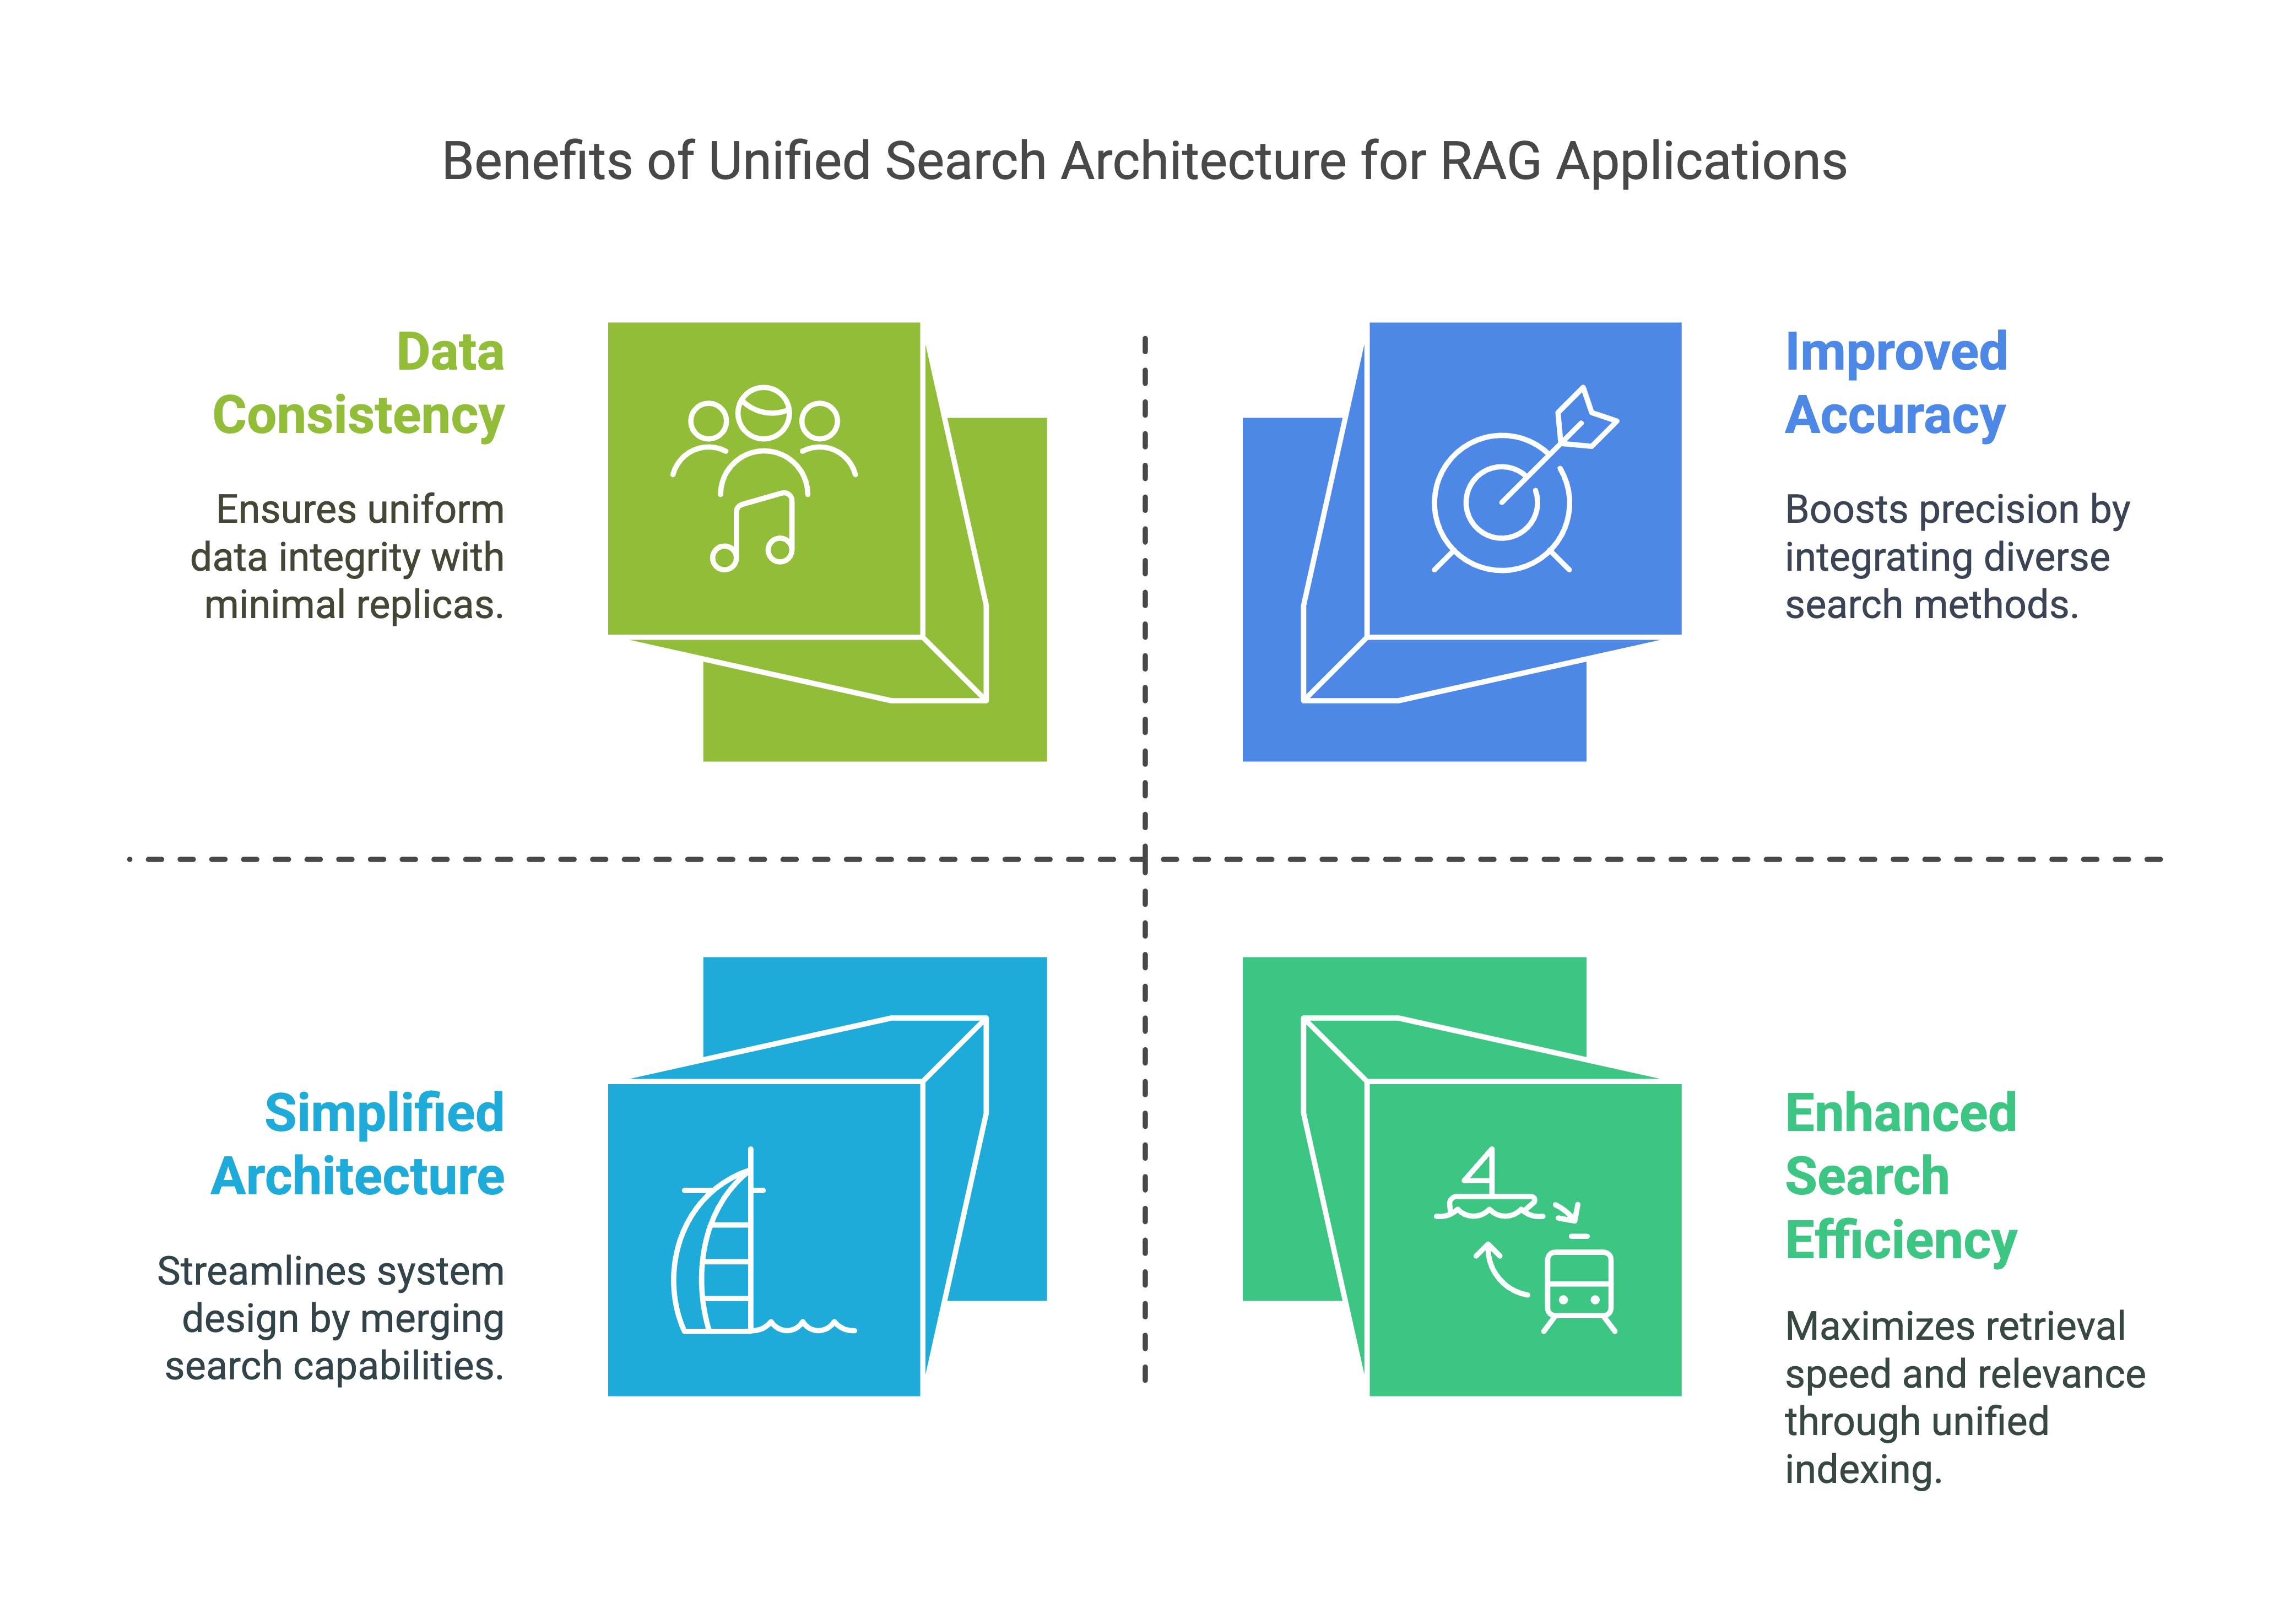 Benefits of Unified Search Architecture for RAG Applications
Data
Consistency
Ensures uniform
data integrity with
minimal replicas.
Improved
Accuracy
Boosts precision by
integrating diverse
search methods.
Simplified
Architecture
Streamlines system
design by merging
search capabilities.
Enhanced
Search
Efficiency
Maximizes retrieval
speed and relevance
through unified
indexing.